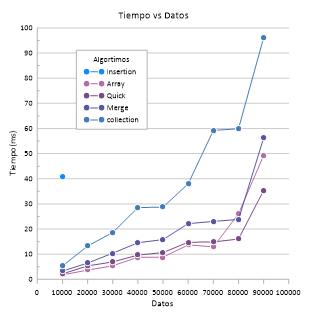 Tiempo vs Datos
100
90
80
70
60
50
40
30
20
10
0
Tiempo (ms)
Algortimos
insertion
Array
Quick
Merge
collection
0 10000 20000 30000 40000 50000 60000 70000 80000 90000 100000
Datos